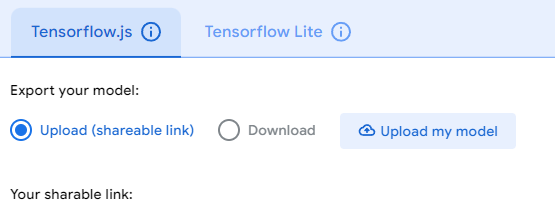 Tensorflow.js Tensorflow Lite
Export your model:
Upload (shareable link) Download Upload my model
Your sharable link: